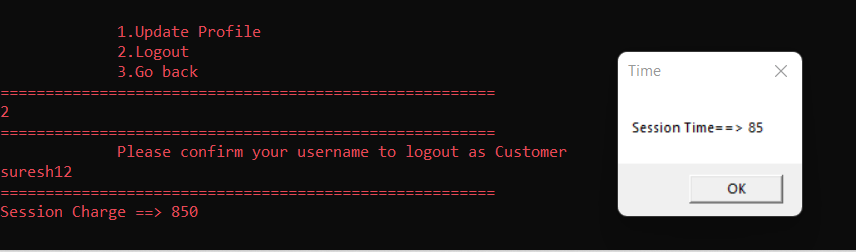 1.Update Profile
2.Logout
3.Go back
=======================================================
2
=======================================================
Please confirm your username to logout as Customer
suresh12
=======================================================
Session Charge ==> 850
Time
Session Time==> 85
OK